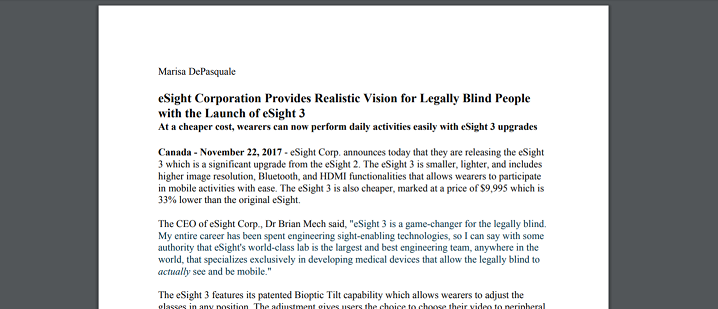 Marisa DePasquale
eSight Corporation Provides Realistic Vision for Legally Blind People
with the Launch of eSight 3
At a cheaper cost, wearers can now perform daily activities easily with eSight 3 upgrades
Canada - November 22, 2017 - eSight Corp. announces today that they are releasing the eSight
3 which is a significant upgrade from the eSight 2. The eSight 3 is smaller, lighter, and includes
higher image resolution, Bluetooth, and HDMI functionalities that allows wearers to participate
in mobile activities with ease. The eSight 3 is also cheaper, marked at a price of $9,995 which is
33% lower than the original eSight.
The CEO of eSight Corp., Dr Brian Mech said, "eSight 3 is a game-changer for the legally blind.
My entire career has been spent engineering sight-enabling technologies, so I can say with some
authority that eSight's world-class lab is the largest and best engineering team, anywhere in the
world, that specializes exclusively in developing medical devices that allow the legally blind to
actually see and be mobile."
The eSight 3 features its patented Bioptic Tilt capability which allows wearers to adjust the
glasses in any position. The adjustment gives users the choice to choose their video to peripheral